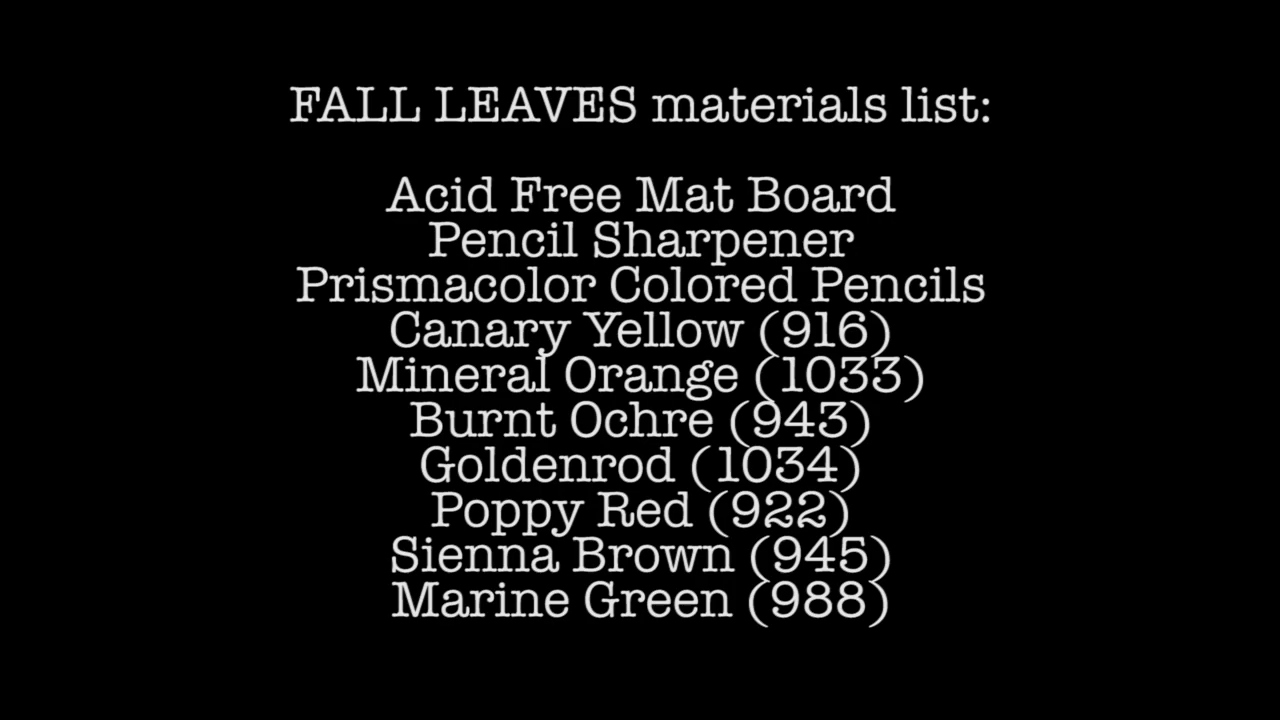 FALL LEAVES materials list:
Acid Free Mat Board
Pencil Sharpener
Prismacolor Colored Pencils
Canary Yellow (916)
Mineral Orange (1033)
Burnt Ochre (943)
Goldenrod (1034)
Poppy Red (922)
Sienna Brown (945)
Marine Green (988)